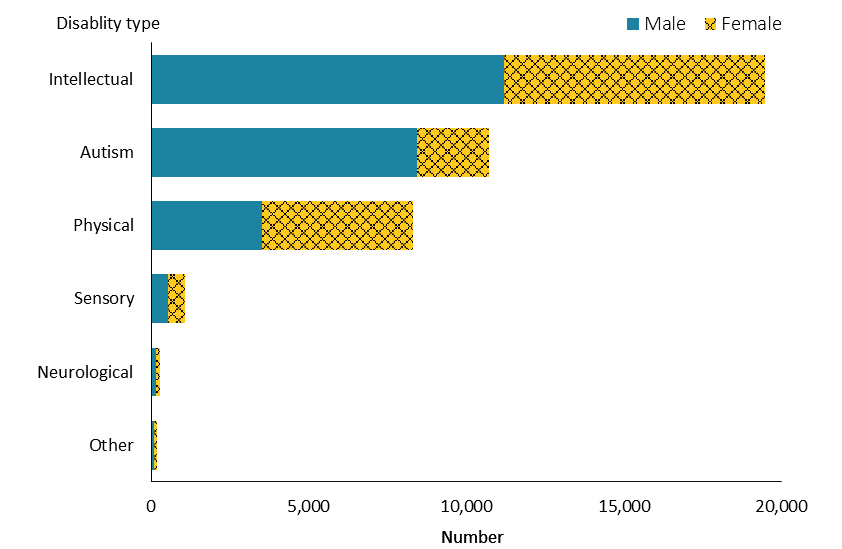 Disablity type
Male Female
Intellectual
Autism
Physical
Sensory
Neurological
Other
0 5,000 10,000 15,000 20,000
Number